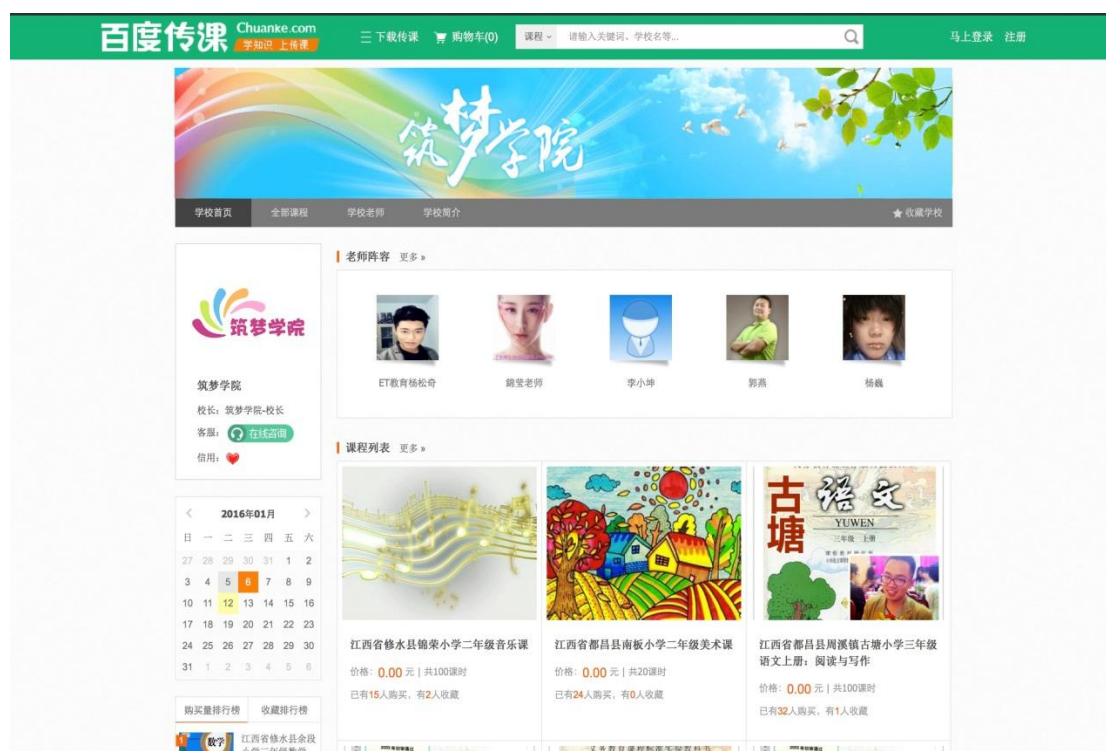 百度传课 Chuanke.com
学知识 上传课
下载传课 购物车(0) 课程 请输入关键词、学校名等... 马上登录 注册
筑梦学院
学校首页 全部课程 学校老师 学校简介 收藏学校
筑梦学院
筑梦学院
校长：筑梦学院-校长
客服： 在线咨询
信用：
2016年01月
日 一 二 三 四 五 六
27 28 29 30 31 1 2
3 4 5 6 7 8 9
10 11 12 13 14 15 16
17 18 19 20 21 22 23
24 25 26 27 28 29 30
31 1 2 3 4 5 6
购买量排行榜 收藏排行榜
1 数学 江西省修水县余段
老师阵容 更多 »
ET教育杨松奇 錦莹老师 李小坤 郭燕 杨巍
课程列表 更多 »
江西省修水县锦荣小学二年级音乐课
价格：0.00 元 | 共100课时
已有15人购买，有2人收藏
江西省都昌县南板小学二年级美术课
价格：0.00 元 | 共20课时
已有24人购买，有0人收藏
古塘
语文
YUWEN
三年级 上册
江西省都昌县周溪镇古塘小学三年级
语文上册：阅读与写作
价格：0.00 元 | 共100课时
已有32人购买，有1人收藏